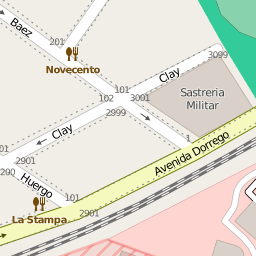 Baez
201
Novecento
3099
Clay
101
102
3001
2999
Sastreria
Militar
Clay
1
Avenida Dorrego
2901
200
Huergo
101
La Stampa
2901